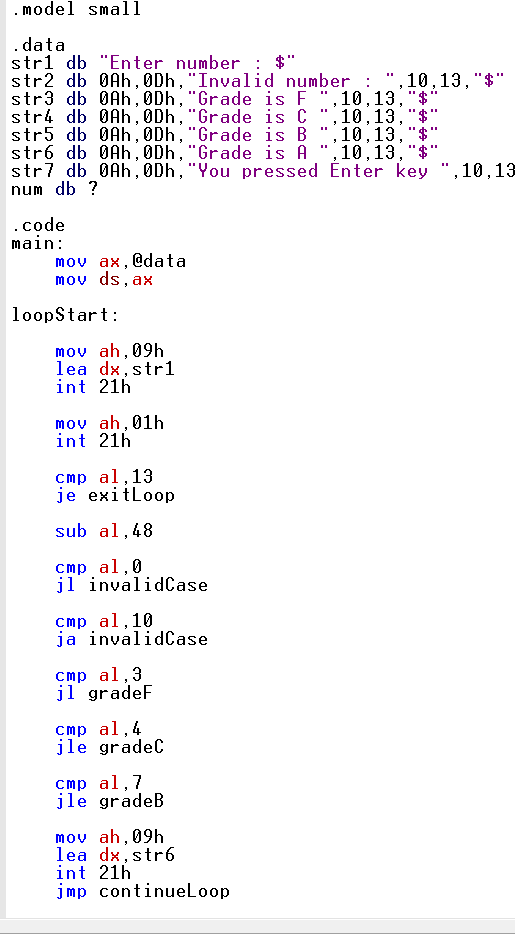 .model small
.data
str1 db "Enter number : $"
str2 db 0Ah,0Dh,"Invalid number : ",10,13,"$"
str3 db 0Ah,0Dh,"Grade is F ",10,13,"$"
str4 db 0Ah,0Dh,"Grade is C ",10,13,"$"
str5 db 0Ah,0Dh,"Grade is B ",10,13,"$"
str6 db 0Ah,0Dh,"Grade is A ",10,13,"$"
str7 db 0Ah,0Dh,"You pressed Enter key ",10,13
num db ?
.code
main:
mov ax,@data
mov ds,ax
loopStart:
mov ah,09h
lea dx,str1
int 21h
mov ah,01h
int 21h
cmp al,13
je exitLoop
sub al,48
cmp al,0
jl invalidCase
cmp al,10
ja invalidCase
cmp al,3
jl gradeF
cmp al,4
jle gradeC
cmp al,7
jle gradeB
mov ah,09h
lea dx,str6
int 21h
jmp continueLoop